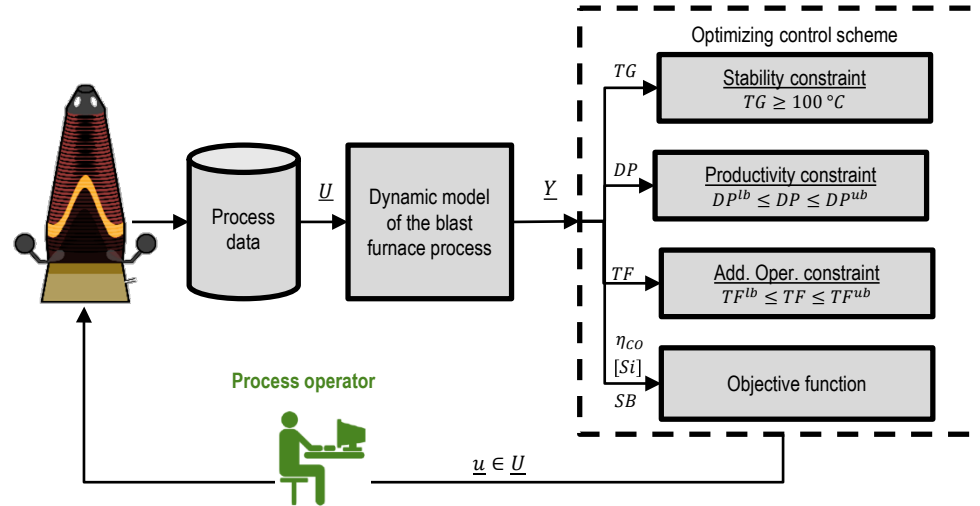 Optimizing control scheme
TG
Stability constraint
TG ≥ 100 °C
DP
Productivity constraint
DP^lb ≤ DP ≤ DP^ub
Process
data
U
Dynamic model
of the blast
furnace process
Y
TF
Add. Oper. constraint
TF^lb ≤ TF ≤ TF^ub
η_CO
[Si]
SB
Objective function
Process operator
u ∈ U